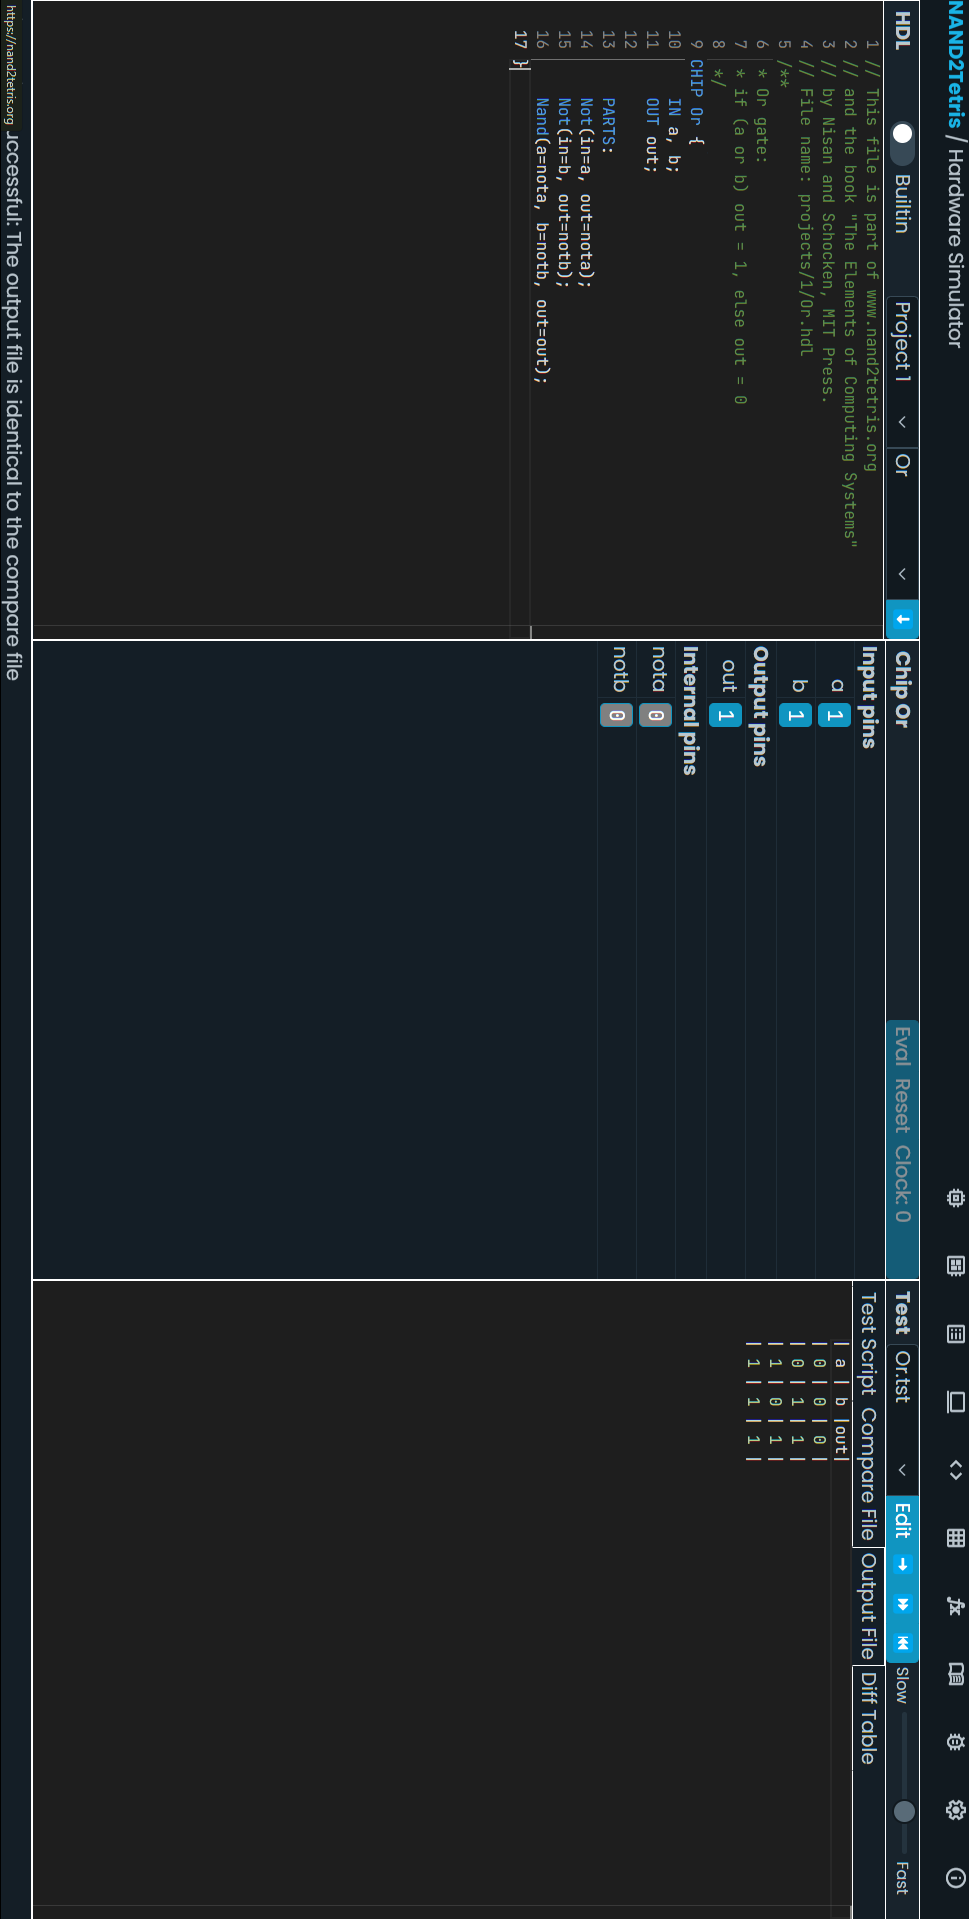 NAND2Tetris / Hardware Simulator
HDL Builtin Project 1 Or
1 // This file is part of www.nand2tetris.org
2 // and the book "The Elements of Computing Systems"
3 // by Nisan and Schocken, MIT Press.
4 // File name: projects/1/Or.hdl
5 /**
6 * Or gate:
7 * if (a or b) out = 1, else out = 0
8 */
9 CHIP Or {
10 IN a, b;
11 OUT out;
12
13 PARTS:
14 Not(in=a, out=nota);
15 Not(in=b, out=notb);
16 Nand(a=nota, b=notb, out=out);
17 }
Chip Or Eval Reset Clock: 0
Input pins
a 1
b 1
Output pins
out 1
Internal pins
nota 0
notb 0
Test Or.tst Edit Slow Fast
Test Script Compare File Output File Diff Table
| a | b |out|
| 0 | 0 | 0 |
| 0 | 1 | 1 |
| 1 | 0 | 1 |
| 1 | 1 | 1 |
https://nand2tetris.org
uccessful: The output file is identical to the compare file